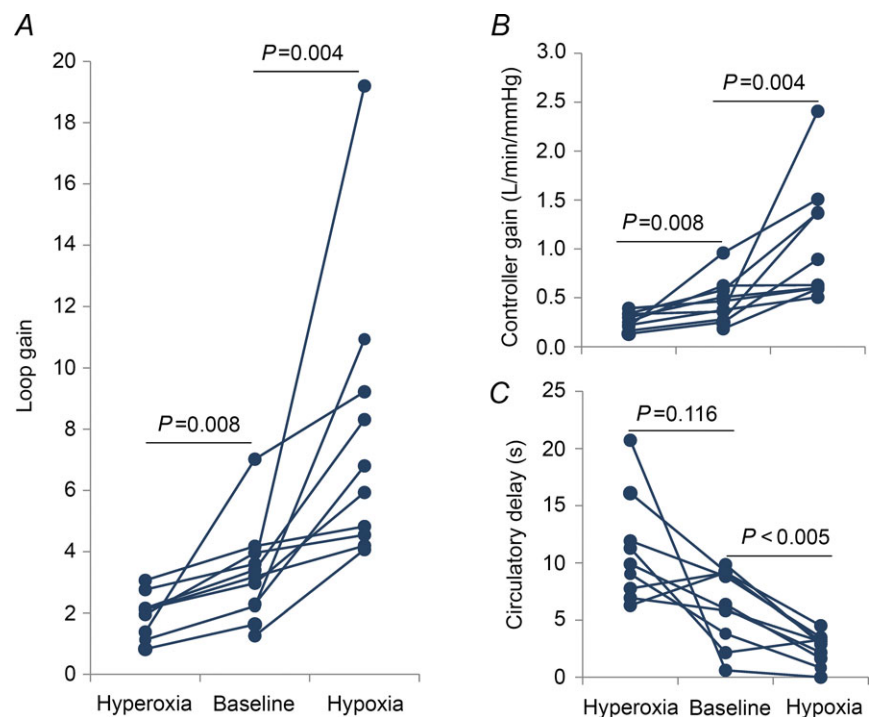 A
Loop gain
20
18
16
14
12
10
8
6
4
2
0
P=0.004
P=0.008
Hyperoxia Baseline Hypoxia
B
Controller gain (L/min/mmHg)
3.0
2.5
2.0
1.5
1.0
0.5
0.0
P=0.004
P=0.008
C
Circulatory delay (s)
25
20
15
10
5
0
P=0.116
P<0.005
Hyperoxia Baseline Hypoxia